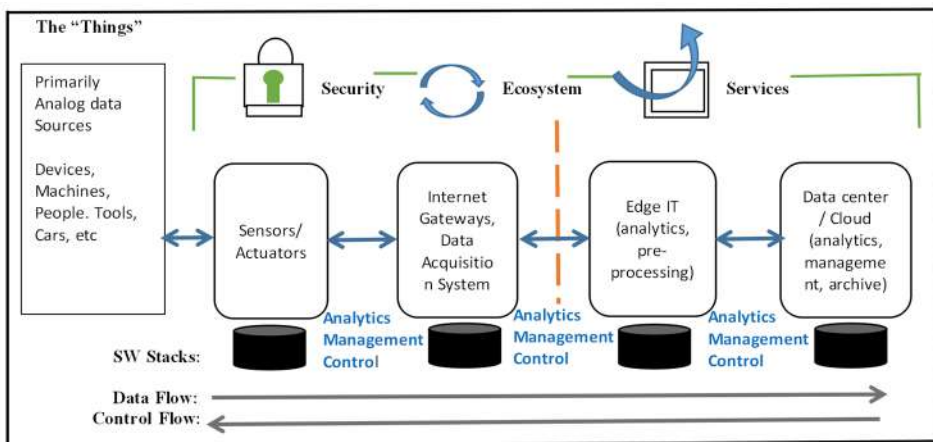 The “Things”
Primarily
Analog data
Sources
Devices,
Machines,
People. Tools,
Cars, etc
Security
Ecosystem
Services
Sensors/
Actuators
Internet
Gateways,
Data
Acquisitio
n System
Edge IT
(analytics,
pre-
processing)
Data center
/ Cloud
(analytics,
manageme
nt, archive)
Analytics
Management
Control
Analytics
Management
Control
Analytics
Management
Control
SW Stacks:
Data Flow:
Control Flow: